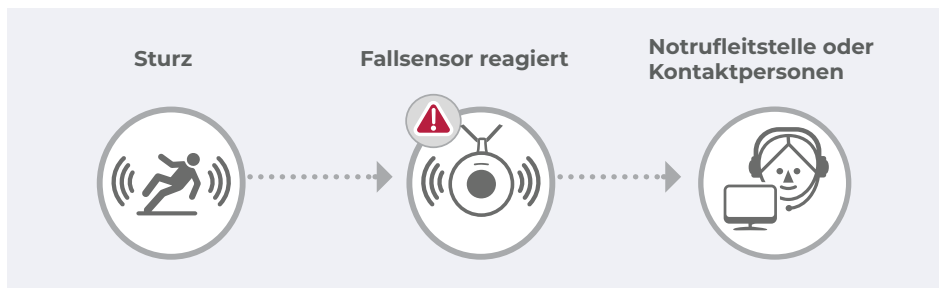 Sturz
Fallsensor reagiert
Notrufleitstelle oder
Kontaktpersonen